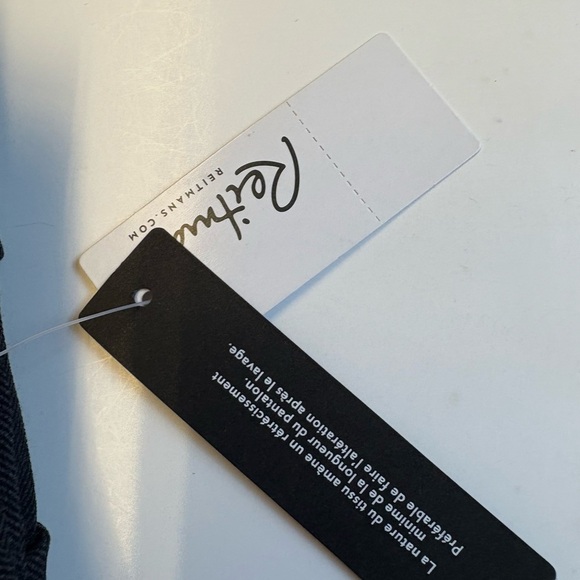 REITMANS.COM
La nature du tissu amène un rétrécissement
minime de la longueur du pantalon.
Préférable de faire l'altération après le lavage.